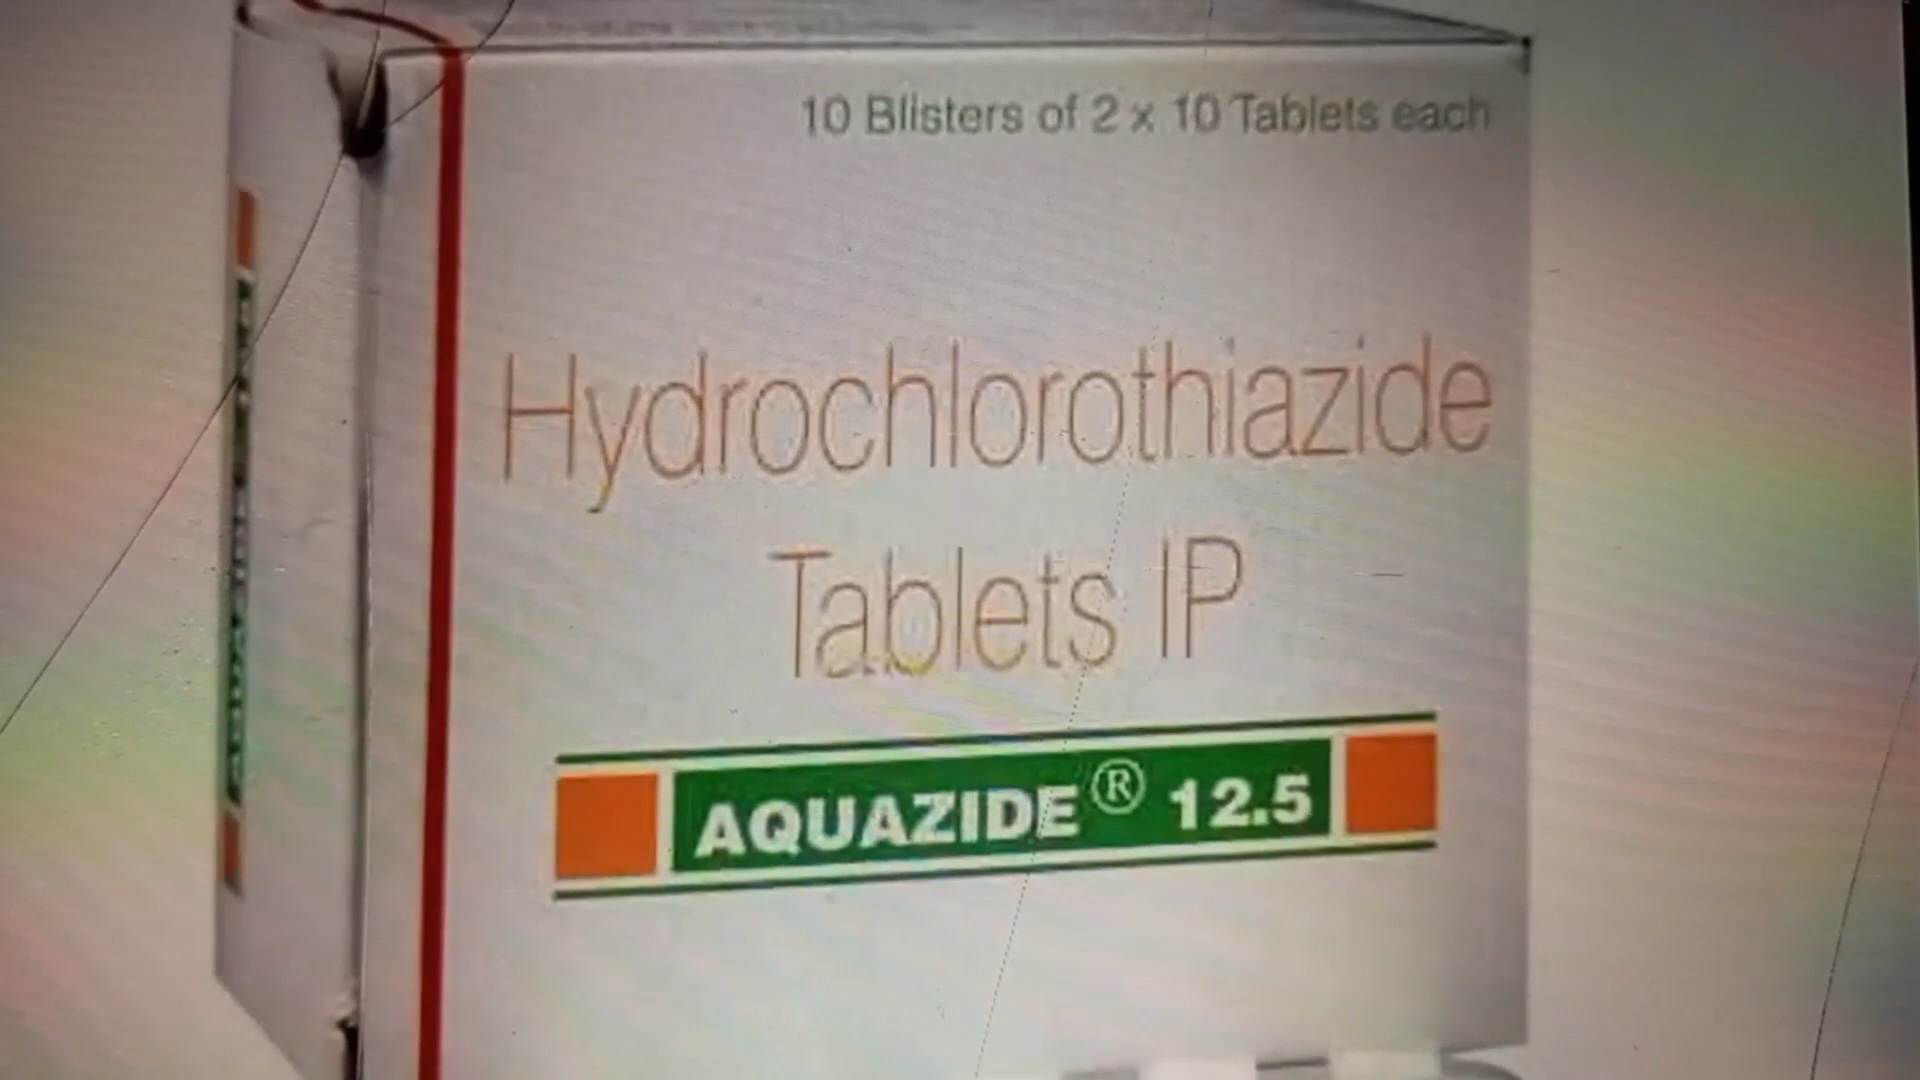 10 Blisters of 2 x 10 Tablets each
Hydrochlorothiazide
Tablets IP
AQUAZIDE® 12.5